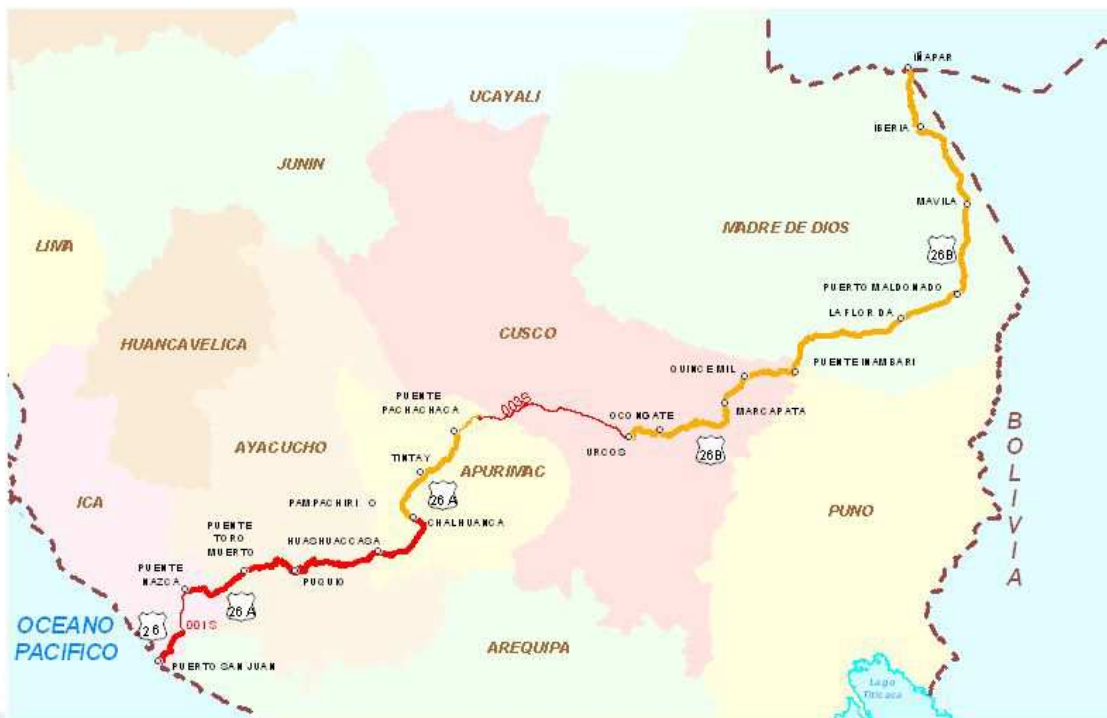 IÑAPAR
UCAYALI
IBERIA
JUNIN
MAVILA
MADRE DE DIOS
LIMA
26B
PUERTO MALDONADO
LA FLORIDA
CUSCO
HUANCAVELICA
QUINCEMIL
PUENTE INAMBARI
PUENTE
PACHACHACA
003S
OCONGATE
MARCAPATA
BOLIVIA
AYACUCHO
URCOS
26B
TINTAY
APURIMAC
26 A
ICA
PAMPACHIRI
CHALHUANCA
PUNO
PUENTE
TORO
MUERTO
HUASHUACCASA
PUENTE
NAZCA
PUQUIO
26 A
OCEANO
PACIFICO
26
001S
AREQUIPA
PUERTO SAN JUAN
Lago
Titicaca